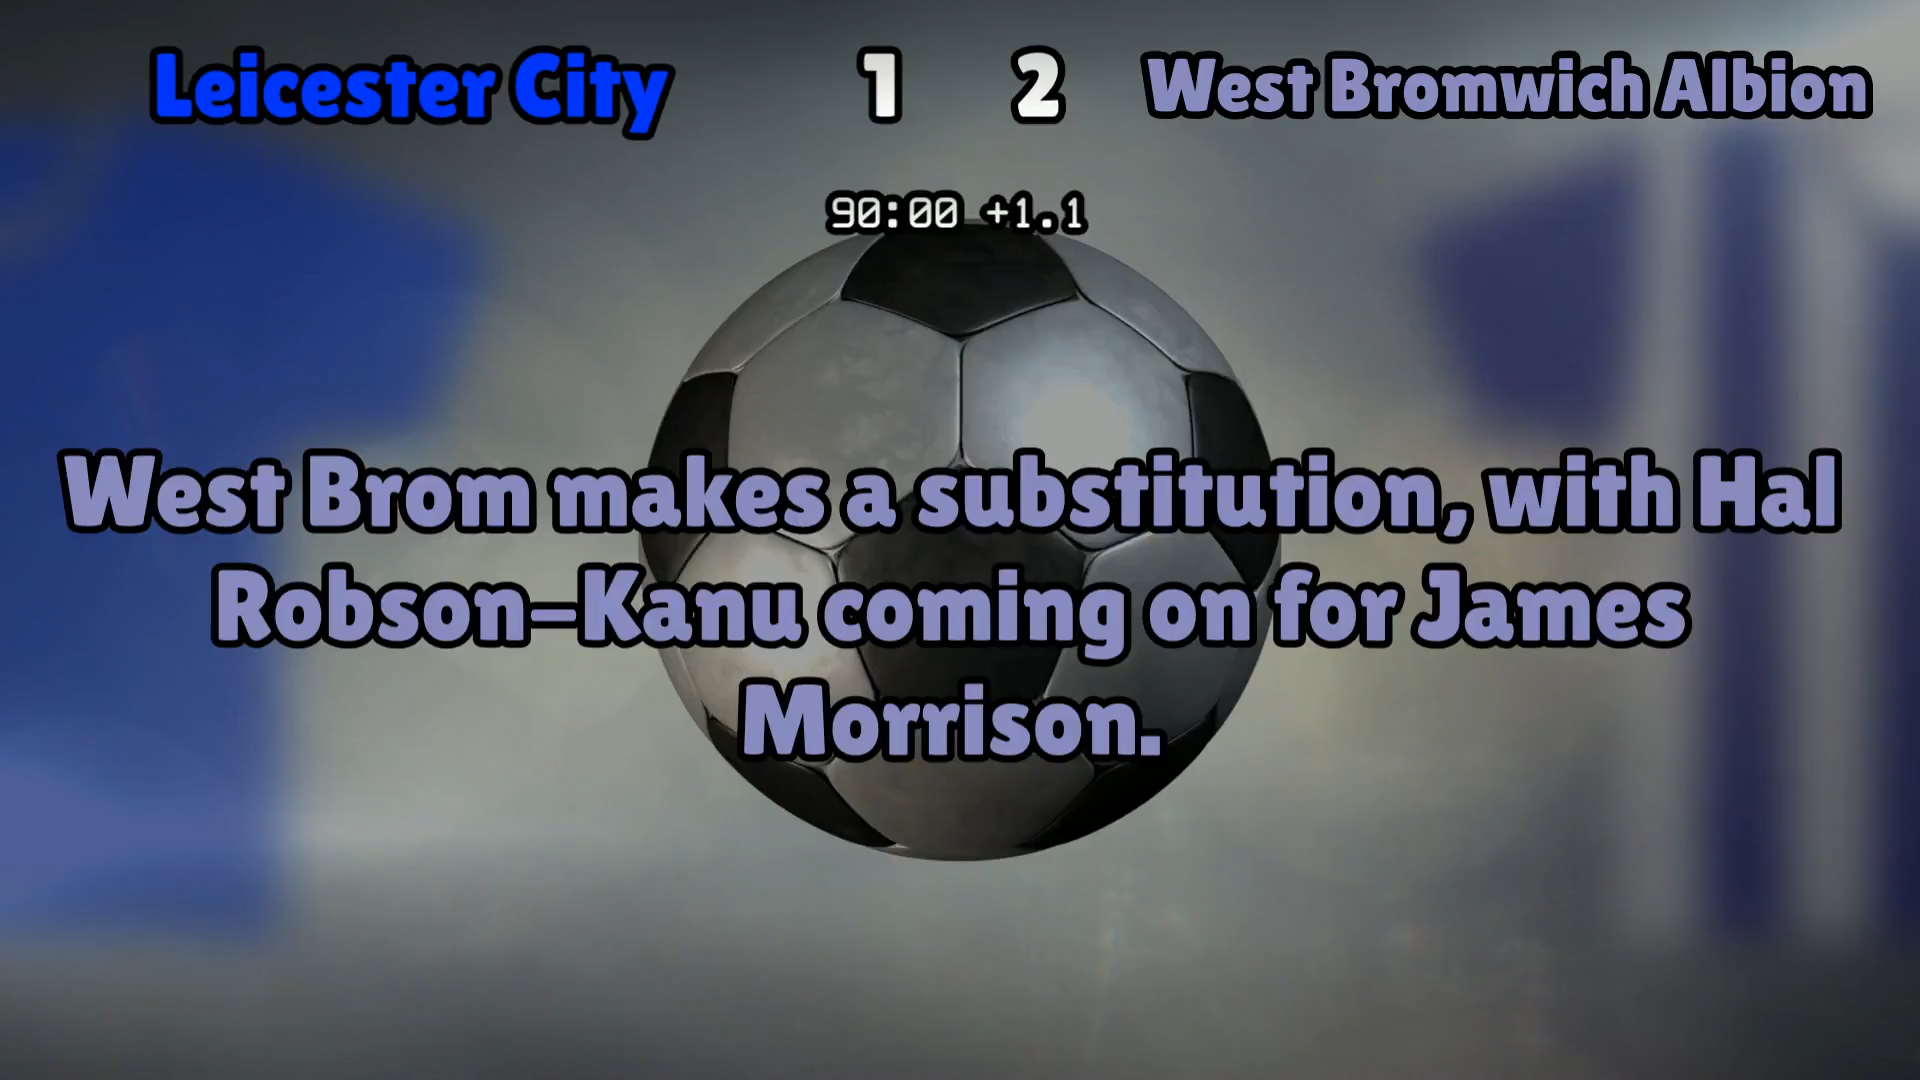 Leicester City 1 2 West Bromwich Albion
90:00 +1.1
West Brom makes a substitution, with Hal
Robson-Kanu coming on for James
Morrison.